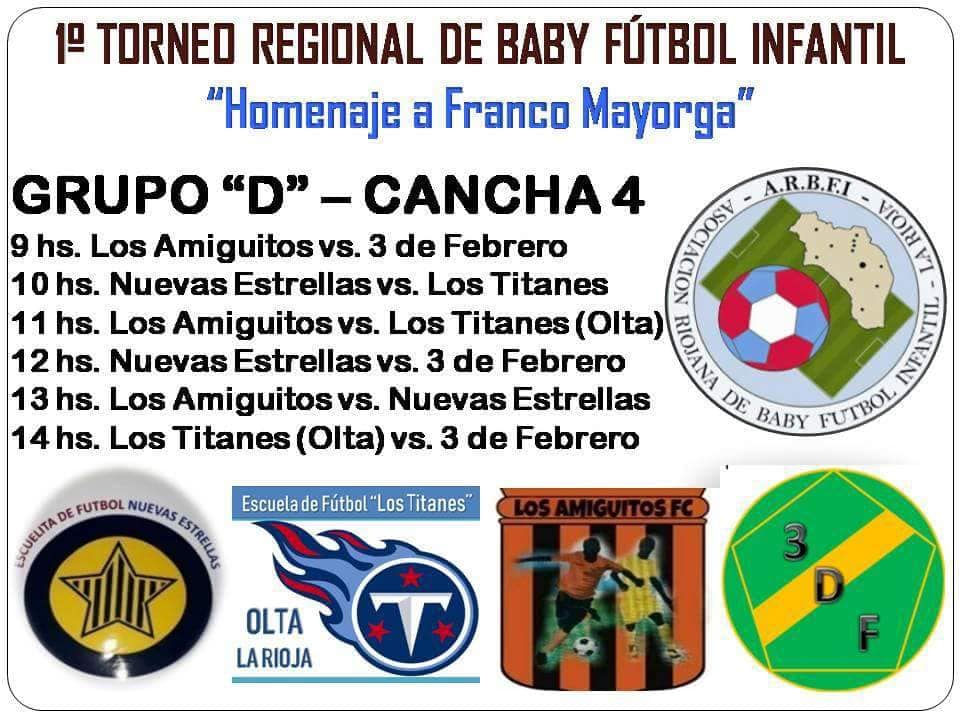 1º TORNEO REGIONAL DE BABY FÚTBOL INFANTIL
“Homenaje a Franco Mayorga”
GRUPO “D” – CANCHA 4
9 hs. Los Amiguitos vs. 3 de Febrero
10 hs. Nuevas Estrellas vs. Los Titanes
11 hs. Los Amiguitos vs. Los Titanes (Olta)
12 hs. Nuevas Estrellas vs. 3 de Febrero
13 hs. Los Amiguitos vs. Nuevas Estrellas
14 hs. Los Titanes (Olta) vs. 3 de Febrero
- A.R.B.F.I -
ASOCIACION RIOJANA DE BABY FUTBOL INFANTIL - LA RIOJA
ESCUELITA DE FUTBOL NUEVAS ESTRELLAS
Escuela de Fútbol “Los Titanes”
T
OLTA
LA RIOJA
LOS AMIGUITOS FC
3
D
F